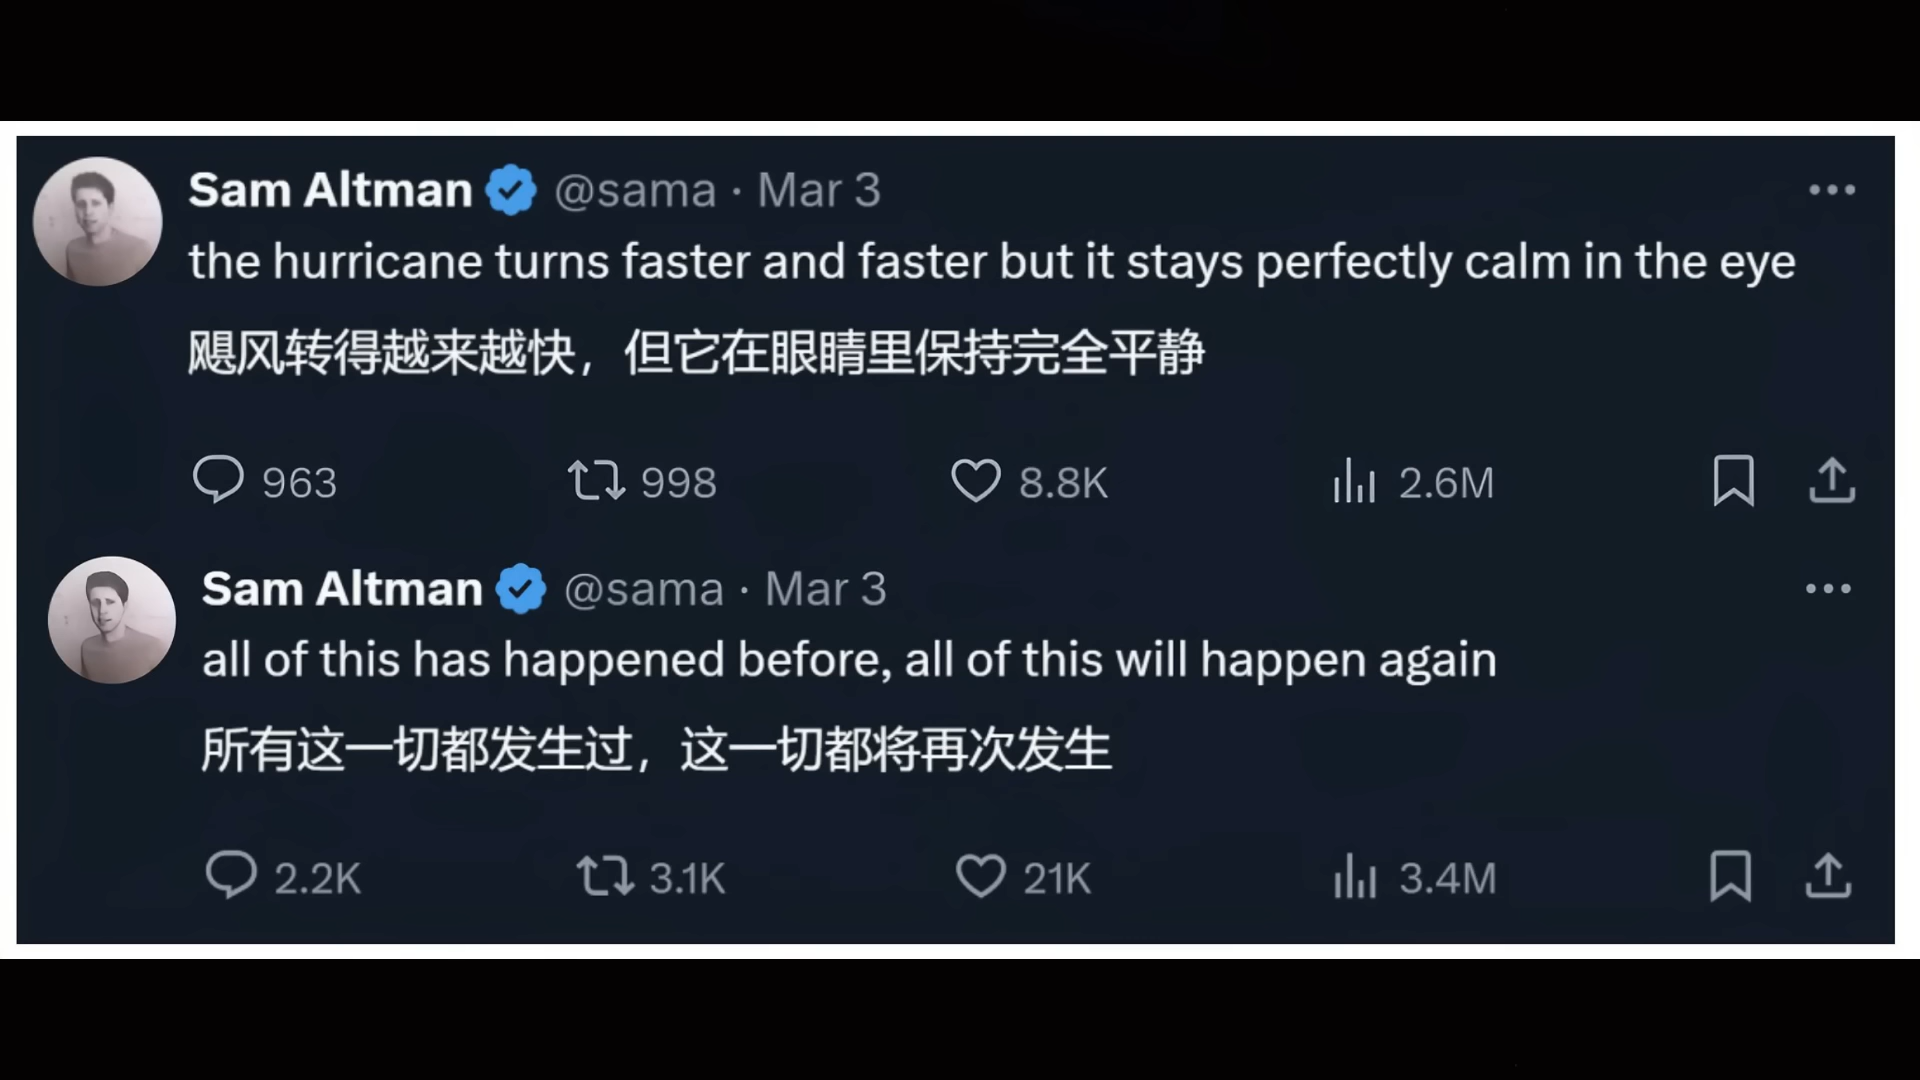 Sam Altman @sama · Mar 3
the hurricane turns faster and faster but it stays perfectly calm in the eye
飓风转得越来越快，但它在眼睛里保持完全平静
963 998 8.8K 2.6M
Sam Altman @sama · Mar 3
all of this has happened before, all of this will happen again
所有这一切都发生过，这一切都将再次发生
2.2K 3.1K 21K 3.4M